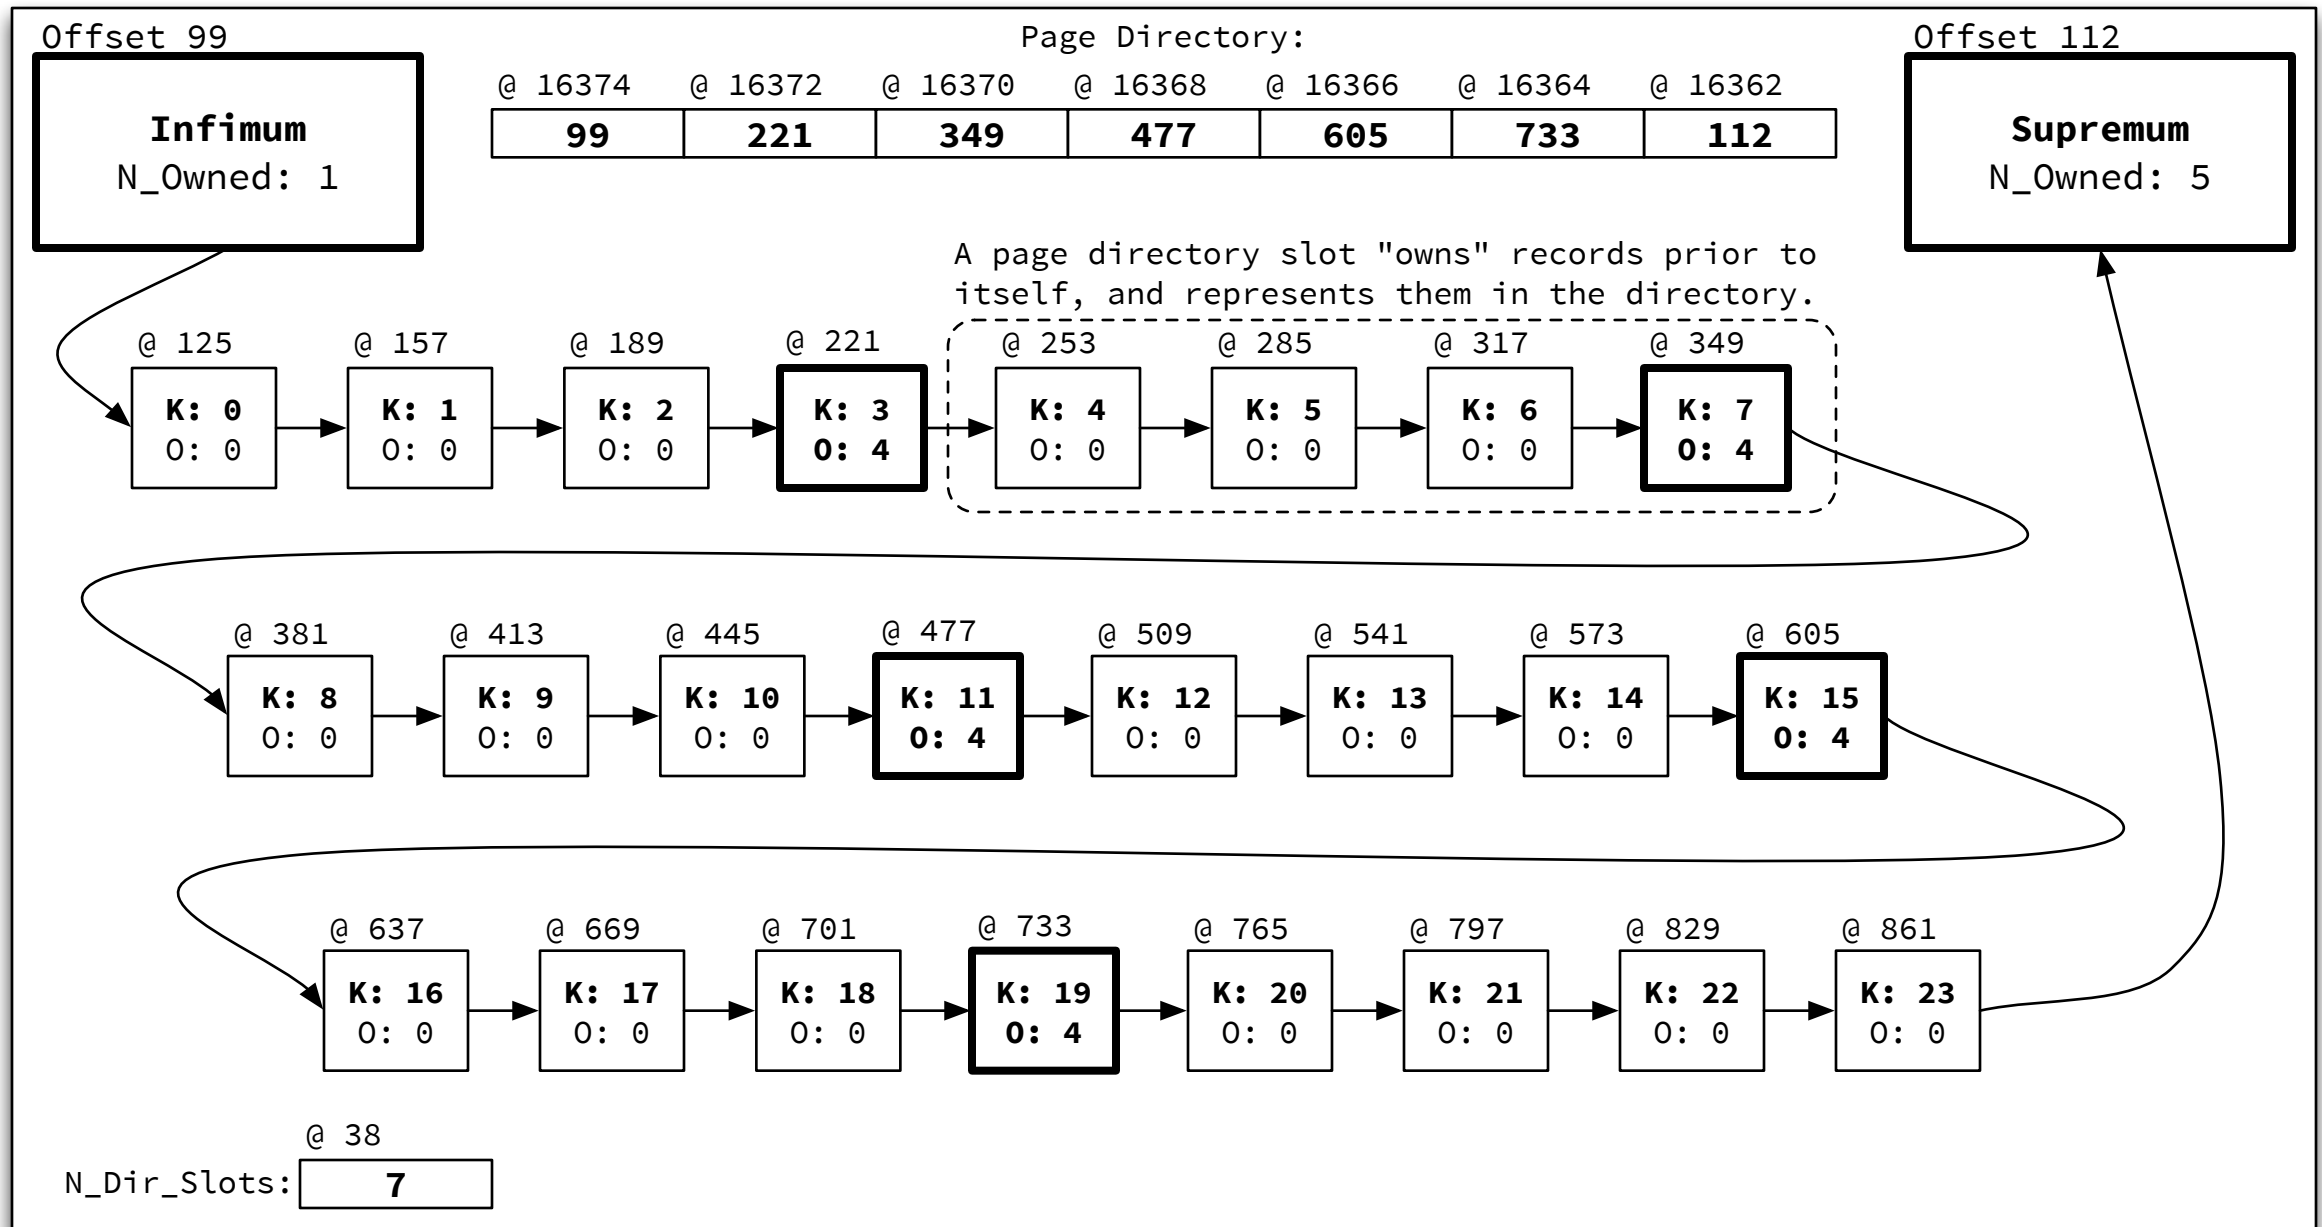 Offset 99
Page Directory:
Offset 112
@ 16374 @ 16372 @ 16370 @ 16368 @ 16366 @ 16364 @ 16362
99 221 349 477 605 733 112
Infimum
N_Owned: 1
Supremum
N_Owned: 5
A page directory slot "owns" records prior to
itself, and represents them in the directory.
@ 125 @ 157 @ 189 @ 221 @ 253 @ 285 @ 317 @ 349
K: 0 K: 1 K: 2 K: 3 K: 4 K: 5 K: 6 K: 7
O: 0 O: 0 O: 0 O: 4 O: 0 O: 0 O: 0 O: 4
@ 381 @ 413 @ 445 @ 477 @ 509 @ 541 @ 573 @ 605
K: 8 K: 9 K: 10 K: 11 K: 12 K: 13 K: 14 K: 15
O: 0 O: 0 O: 0 O: 4 O: 0 O: 0 O: 0 O: 4
@ 637 @ 669 @ 701 @ 733 @ 765 @ 797 @ 829 @ 861
K: 16 K: 17 K: 18 K: 19 K: 20 K: 21 K: 22 K: 23
O: 0 O: 0 O: 0 O: 4 O: 0 O: 0 O: 0 O: 0
@ 38
N_Dir_Slots: 7